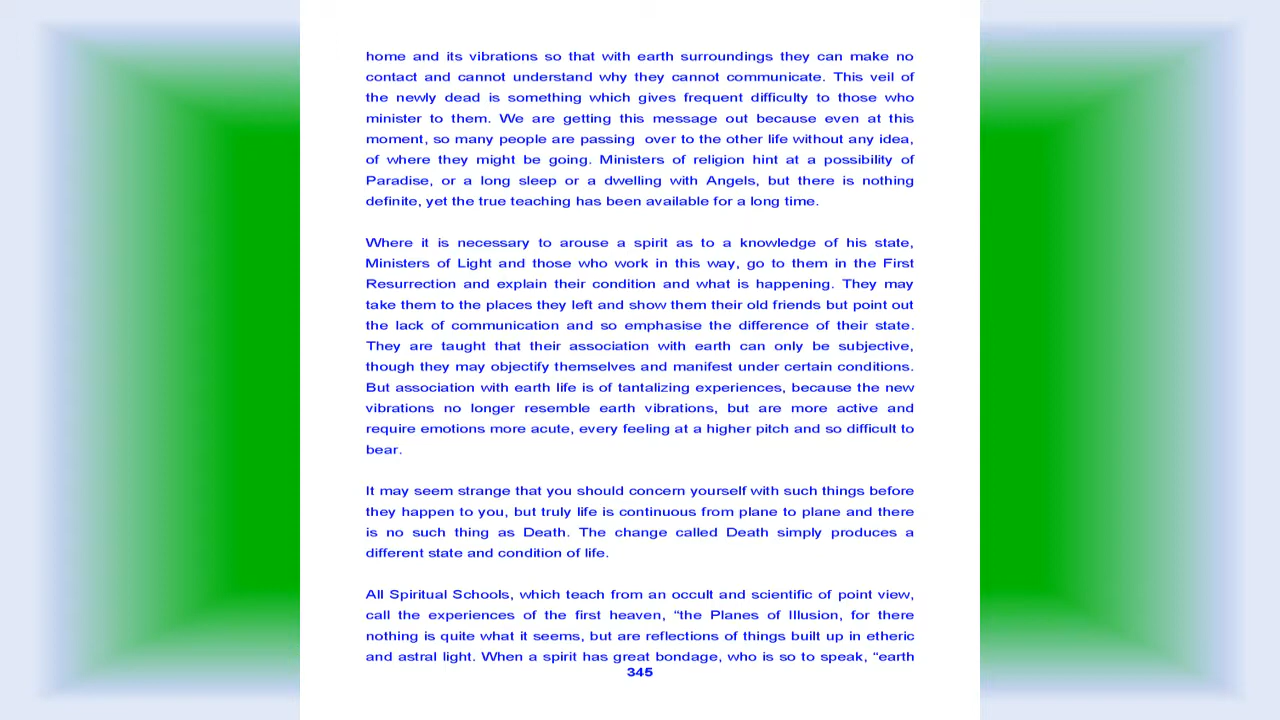 home and its vibrations so that with earth surroundings they can make no
contact and cannot understand why they cannot communicate. This veil of
the newly dead is something which gives frequent difficulty to those who
minister to them. We are getting this message out because even at this
moment, so many people are passing over to the other life without any idea,
of where they might be going. Ministers of religion hint at a possibility of
Paradise, or a long sleep or a dwelling with Angels, but there is nothing
definite, yet the true teaching has been available for a long time.
Where it is necessary to arouse a spirit as to a knowledge of his state,
Ministers of Light and those who work in this way, go to them in the First
Resurrection and explain their condition and what is happening. They may
take them to the places they left and show them their old friends but point out
the lack of communication and so emphasise the difference of their state.
They are taught that their association with earth can only be subjective,
though they may objectify themselves and manifest under certain conditions.
But association with earth life is of tantalizing experiences, because the new
vibrations no longer resemble earth vibrations, but are more active and
require emotions more acute, every feeling at a higher pitch and so difficult to
bear.
It may seem strange that you should concern yourself with such things before
they happen to you, but truly life is continuous from plane to plane and there
is no such thing as Death. The change called Death simply produces a
different state and condition of life.
All Spiritual Schools, which teach from an occult and scientific of point view,
call the experiences of the first heaven, “the Planes of Illusion, for there
nothing is quite what it seems, but are reflections of things built up in etheric
and astral light. When a spirit has great bondage, who is so to speak, “earth
345